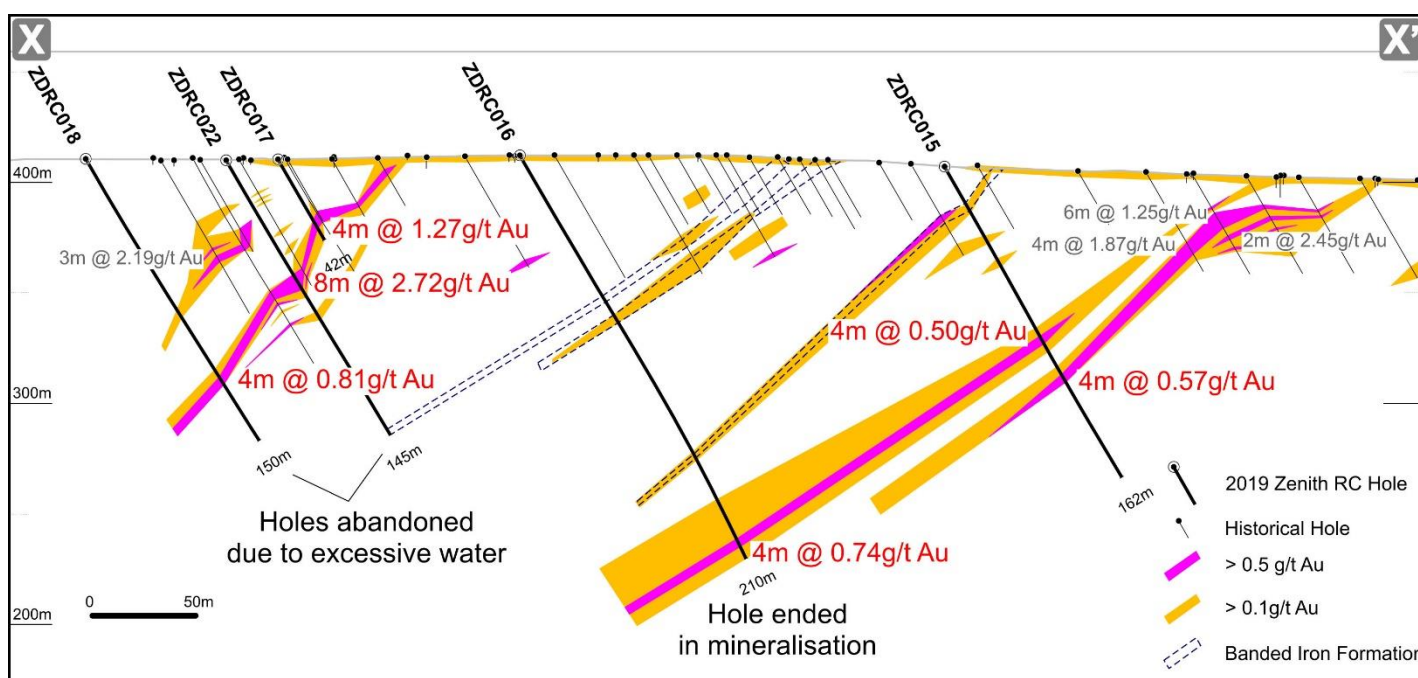 X
X'
ZDRC018
ZDRC022
ZDRC017
ZDRC016
ZDRC015
400m
300m
200m
3m @ 2.19g/t Au
4m @ 1.27g/t Au
42m
8m @ 2.72g/t Au
4m @ 0.81g/t Au
150m
145m
Holes abandoned
due to excessive water
0
50m
4m @ 0.50g/t Au
6m @ 1.25g/t Au
4m @ 1.87g/t Au
2m @ 2.45g/t Au
4m @ 0.57g/t Au
162m
4m @ 0.74g/t Au
210m
Hole ended
in mineralisation
2019 Zenith RC Hole
Historical Hole
> 0.5 g/t Au
> 0.1g/t Au
Banded Iron Formation